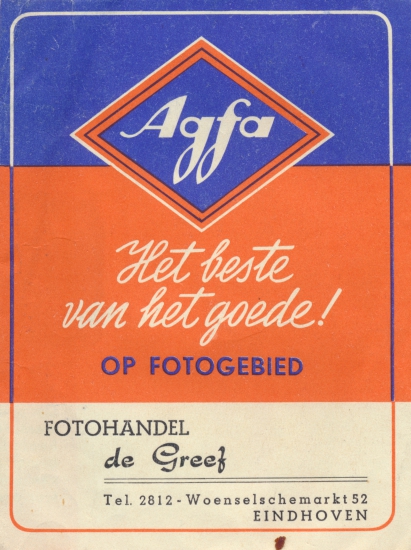 Agfa
Het beste
van het goede!
OP FOTOGEBIED
FOTOHANDEL
de Greef
Tel. 2812 - Woenselschemarkt 52
EINDHOVEN